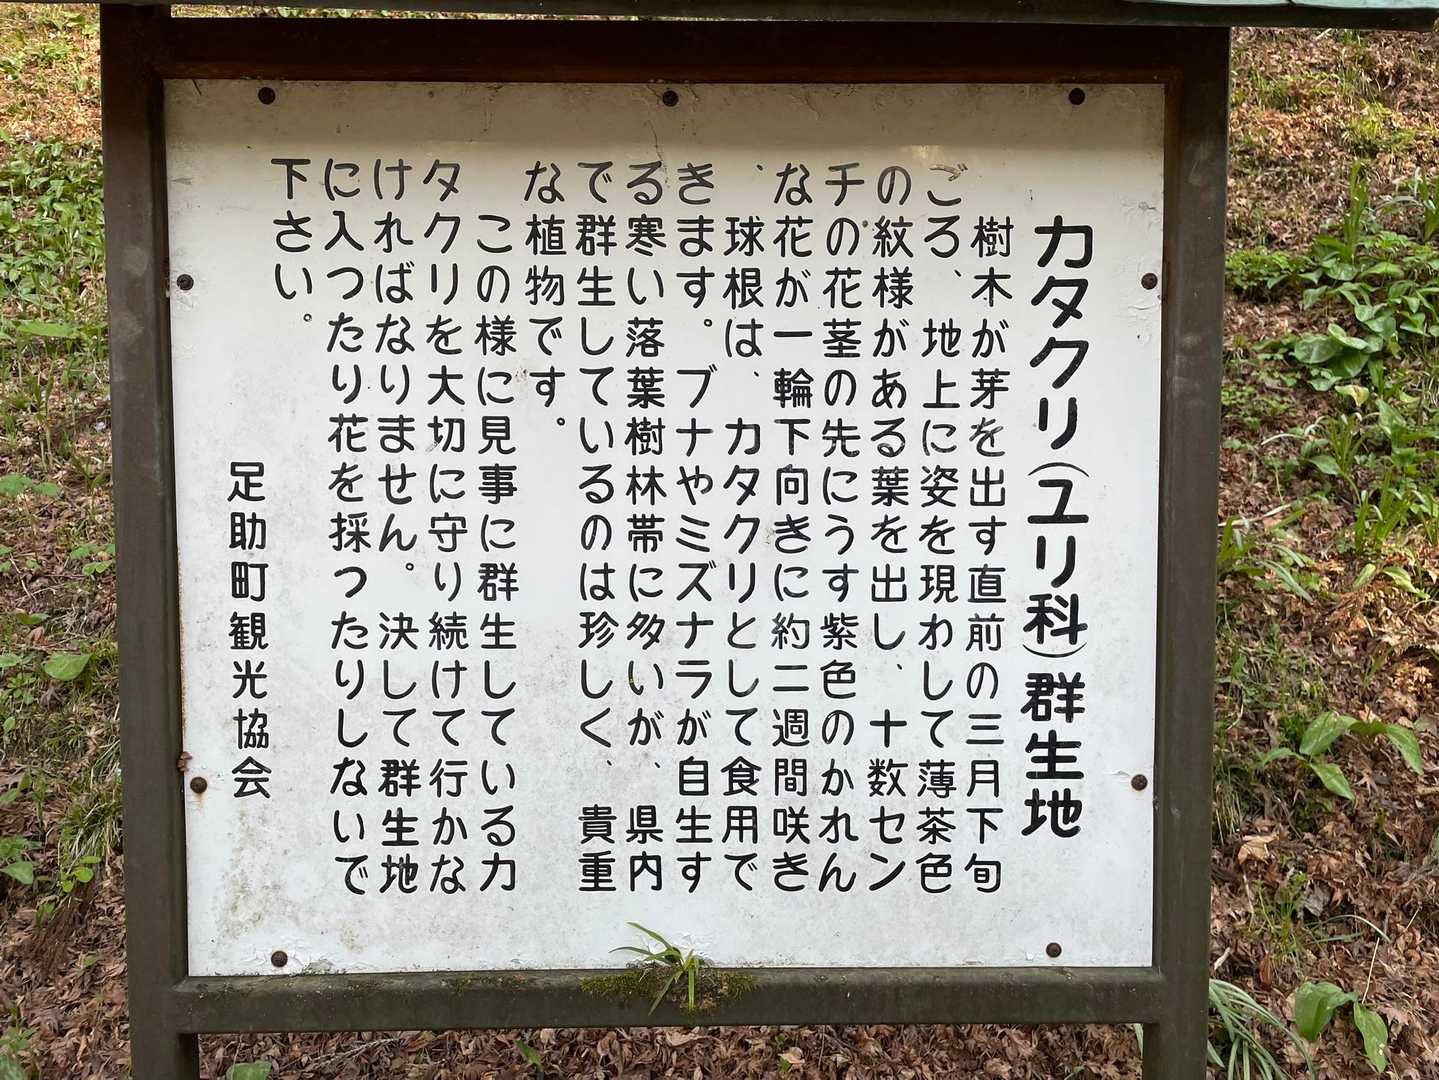 カタクリ(ユリ科)群生地
樹木が芽を出す直前の三月下旬
ごろ、地上に姿を現わして薄茶色
の紋様がある葉を出し、十数セン
チの花茎の先にうす紫色のかれん
な花が一輪下向きに約二週間咲き
、球根は、カタクリとして食用で
きます。ブナやミズナラが自生す
る寒い落葉樹林帯に多いが、県内
で群生しているのは珍しく、貴重
な植物です。
この様に見事に群生しているカ
タクリを大切に守り続けて行かな
ければなりません。決して群生地
に入つたり花を採つたりしないで
下さい。
足助町観光協会